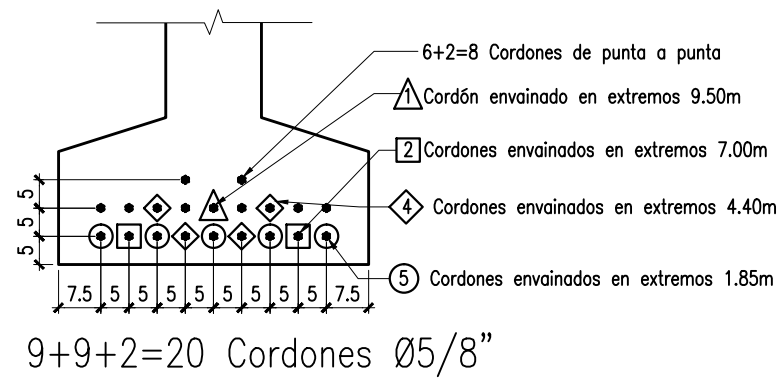 6+2=8 Cordones de punta a punta
1 Cordón envainado en extremos 9.50m
2 Cordones envainados en extremos 7.00m
4 Cordones envainados en extremos 4.40m
5 Cordones envainados en extremos 1.85m
5
5
5
7.5 5 5 5 5 5 5 5 5 7.5
9+9+2=20 Cordones Ø5/8"